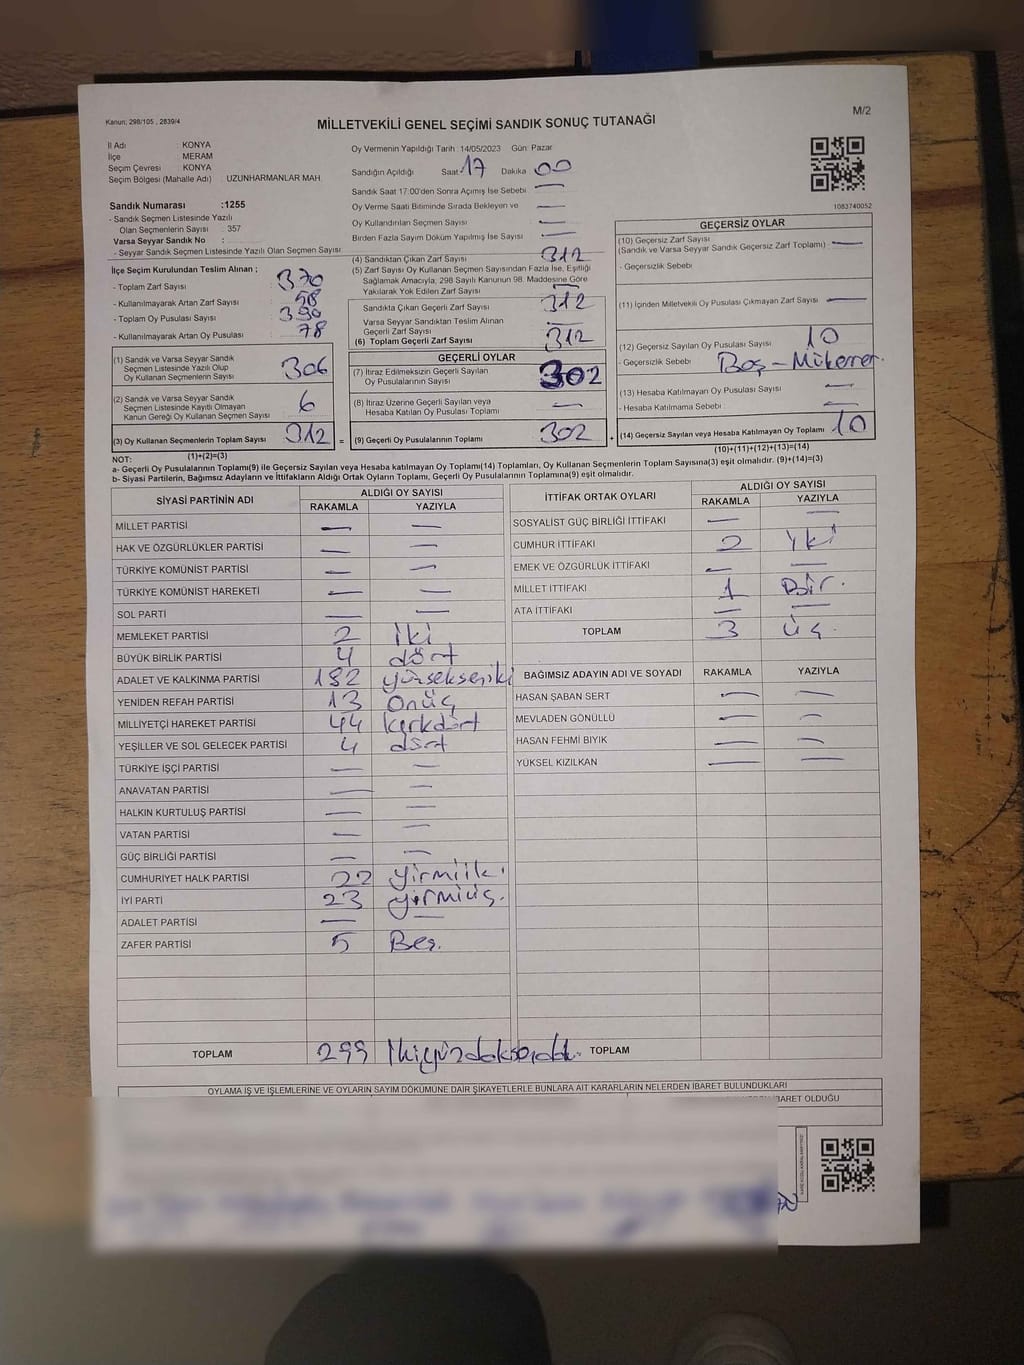 Kanun; 298/105 , 2839/4
M/2
MİLLETVEKİLİ GENEL SEÇİMİ SANDIK SONUÇ TUTANAĞI
İl Adı : KONYA
İlçe : MERAM
Seçim Çevresi : KONYA
Seçim Bölgesi (Mahalle Adı) : UZUNHARMANLAR MAH.
Oy Vermenin Yapıldığı Tarih : 14/05/2023 Gün: Pazar
Sandığın Açıldığı Saat 17 Dakika 00
Sandık Saat 17:00'den Sonra Açımış İse Sebebi —
Oy Verme Saati Bitiminde Sırada Bekleyen ve —
Oy Kullandırılan Seçmen Sayısı —
Birden Fazla Sayım Döküm Yapılmış İse Sayısı —
1083740052
Sandık Numarası :1255
- Sandık Seçmen Listesinde Yazılı
Olan Seçmenlerin Sayısı : 357
Varsa Seyyar Sandık No :
- Seyyar Sandık Seçmen Listesinde Yazılı Olan Seçmen Sayısı:
İlçe Seçim Kurulundan Teslim Alınan ;
- Toplam Zarf Sayısı : 370
- Kullanılmayarak Artan Zarf Sayısı : 58
- Toplam Oy Pusulası Sayısı : 390
- Kullanılmayarak Artan Oy Pusulası : 78
(4) Sandıktan Çıkan Zarf Sayısı 312
(5) Zarf Sayısı Oy Kullanan Seçmen Sayısından Fazla İse, Eşitliği
Sağlamak Amacıyla, 298 Sayılı Kanunun 98. Maddesine Göre
Yakılarak Yok Edilen Zarf Sayısı —
Sandıkta Çıkan Geçerli Zarf Sayısı 312
Varsa Seyyar Sandıktan Teslim Alınan
Geçerli Zarf Sayısı —
(6) Toplam Geçerli Zarf Sayısı 312
GEÇERSİZ OYLAR
(10) Geçersiz Zarf Sayısı
(Sandık ve Varsa Seyyar Sandık Geçersiz Zarf Toplamı) : —
- Geçersizlik Sebebi
(11) İçinden Milletvekili Oy Pusulası Çıkmayan Zarf Sayısı —
(12) Geçersiz Sayılan Oy Pusulası Sayısı 10
- Geçersizlik Sebebi Boş – Mükerrer.
(13) Hesaba Katılmayan Oy Pusulası Sayısı —
- Hesaba Katılmama Sebebi —
(14) Geçersiz Sayılan veya Hesaba Katılmayan Oy Toplamı 10
(10)+(11)+(12)+(13)=(14)
(1) Sandık ve Varsa Seyyar Sandık
Seçmen Listesinde Yazılı Olup
Oy Kullanan Seçmenlerin Sayısı 306
(2) Sandık ve Varsa Seyyar Sandık
Seçmen Listesinde Kayıtlı Olmayan
Kanun Gereği Oy Kullanan Seçmen Sayısı 6
(3) Oy Kullanan Seçmenlerin Toplam Sayısı 312 =
(1)+(2)=(3)
GEÇERLİ OYLAR
(7) İtiraz Edilmeksizin Geçerli Sayılan
Oy Pusulalarının Sayısı 302
(8) İtiraz Üzerine Geçerli Sayılan veya
Hesaba Katılan Oy Pusulası Toplamı —
(9) Geçerli Oy Pusulalarının Toplamı 302 +
NOT:
a- Geçerli Oy Pusulalarının Toplamı(9) ile Geçersiz Sayılan veya Hesaba katılmayan Oy Toplamı(14) Toplamları, Oy Kullanan Seçmenlerin Toplam Sayısına(3) eşit olmalıdır. (9)+(14)=(3)
b- Siyasi Partilerin, Bağımsız Adayların ve İttifakların Aldığı Ortak Oyların Toplamı, Geçerli Oy Pusulalarının Toplamına(9) eşit olmalıdır.
SİYASİ PARTİNİN ADI ALDIĞI OY SAYISI
RAKAMLA YAZIYLA
MİLLET PARTİSİ — —
HAK VE ÖZGÜRLÜKLER PARTİSİ — —
TÜRKİYE KOMÜNİST PARTİSİ — —
TÜRKİYE KOMÜNİST HAREKETİ — —
SOL PARTİ — —
MEMLEKET PARTİSİ 2 iki
BÜYÜK BİRLİK PARTİSİ 4 dört
ADALET VE KALKINMA PARTİSİ 182 yüzsekseniki
YENİDEN REFAH PARTİSİ 13 Onüç
MİLLİYETÇİ HAREKET PARTİSİ 44 kırkdört
YEŞİLLER VE SOL GELECEK PARTİSİ 4 dört
TÜRKİYE İŞÇİ PARTİSİ — —
ANAVATAN PARTİSİ — —
HALKIN KURTULUŞ PARTİSİ — —
VATAN PARTİSİ — —
GÜÇ BİRLİĞİ PARTİSİ — —
CUMHURİYET HALK PARTİSİ 22 yirmiiki
İYİ PARTİ 23 yirmiüç.
ADALET PARTİSİ — —
ZAFER PARTİSİ 5 Beş.
TOPLAM 299
İTTİFAK ORTAK OYLARI ALDIĞI OY SAYISI
RAKAMLA YAZIYLA
SOSYALİST GÜÇ BİRLİĞİ İTTİFAKI — —
CUMHUR İTTİFAKI 2 iki
EMEK VE ÖZGÜRLÜK İTTİFAKI — —
MİLLET İTTİFAKI 1 Bir.
ATA İTTİFAKI — —
TOPLAM 3 üç
BAĞIMSIZ ADAYIN ADI VE SOYADI RAKAMLA YAZIYLA
HASAN ŞABAN SERT — —
MEVLADEN GÖNÜLLÜ — —
HASAN FEHMİ BIYIK — —
YÜKSEL KIZILKAN — —
TOPLAM
OYLAMA İŞ VE İŞLEMLERİNE VE OYLARIN SAYIM DÖKÜMÜNE DAİR ŞİKAYETLERLE BUNLARA AİT KARARLARIN NELERDEN İBARET BULUNDUKLARI
İBARET OLDUĞU